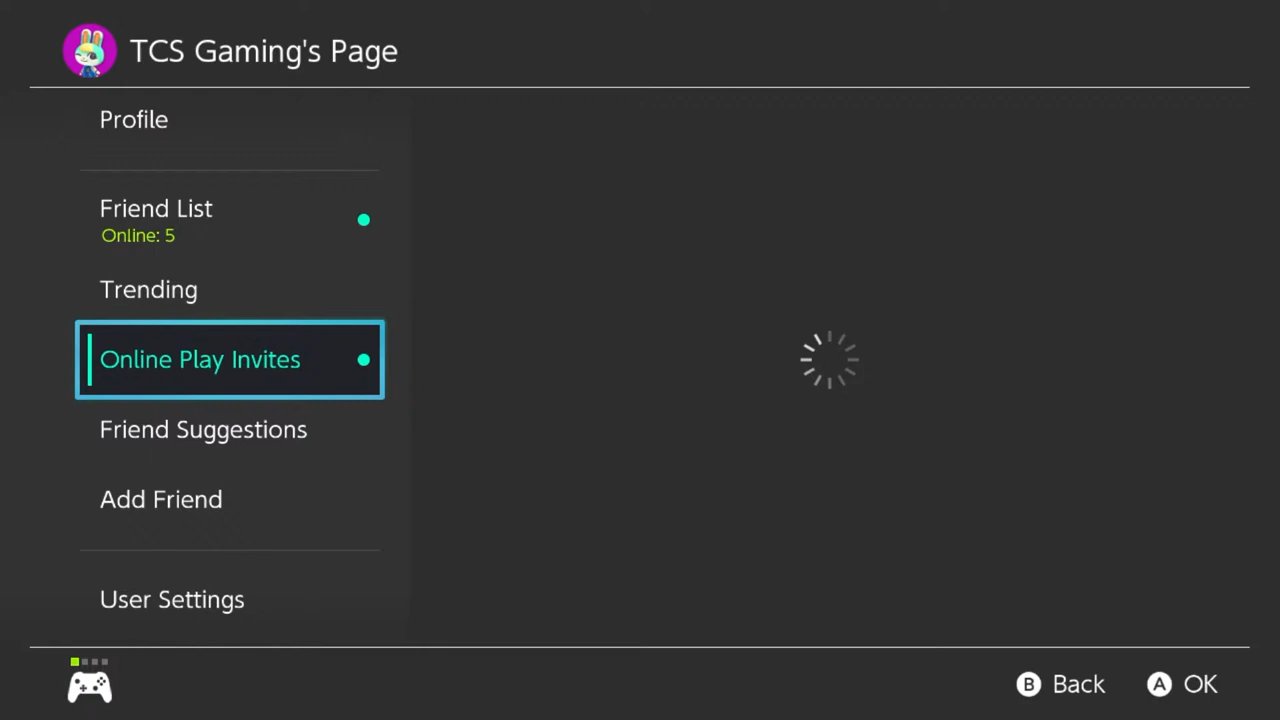 TCS Gaming's Page
Profile
Friend List
Online: 5
Trending
Online Play Invites
Friend Suggestions
Add Friend
User Settings
B Back A OK